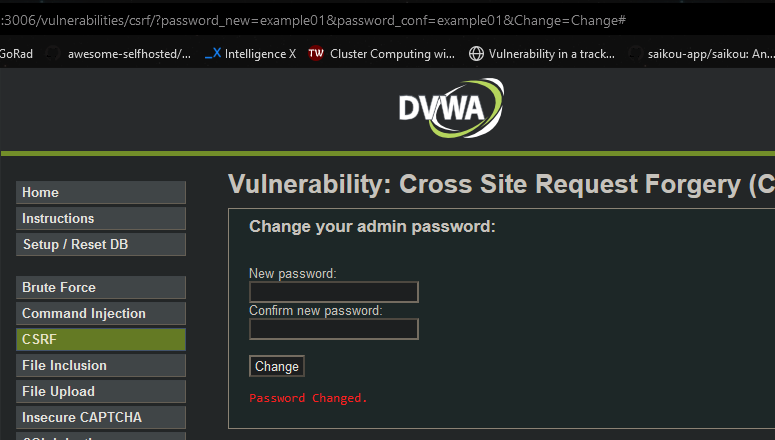 :3006/vulnerabilities/csrf/?password_new=example01&password_conf=example01&Change=Change#
GoRad awesome-selfhosted/... _X Intelligence X TW Cluster Computing wi... Vulnerability in a track... saikou-app/saikou: An...
DVWA
Vulnerability: Cross Site Request Forgery (C
Home
Instructions
Setup / Reset DB
Brute Force
Command Injection
CSRF
File Inclusion
File Upload
Insecure CAPTCHA
Change your admin password:
New password:
Confirm new password:
Change
Password Changed.